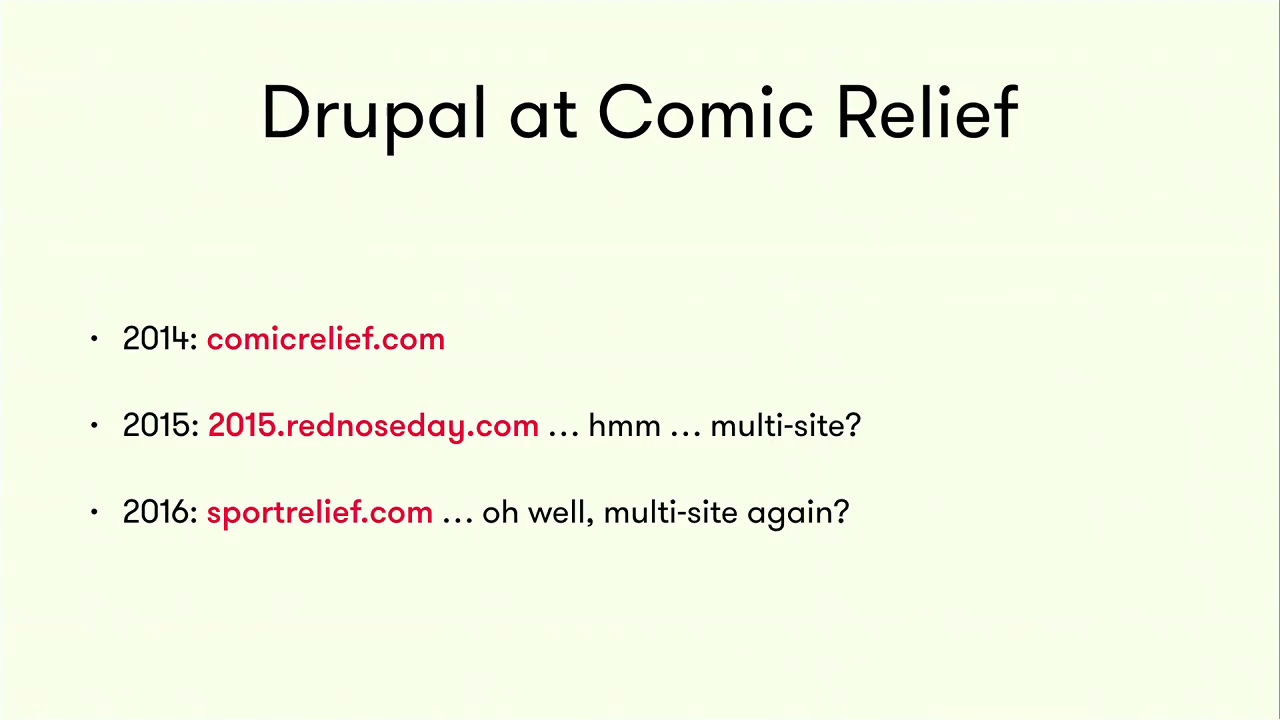 Drupal at Comic Relief
• 2014: comicrelief.com
• 2015: 2015.rednoseday.com … hmm … multi-site?
• 2016: sportrelief.com … oh well, multi-site again?